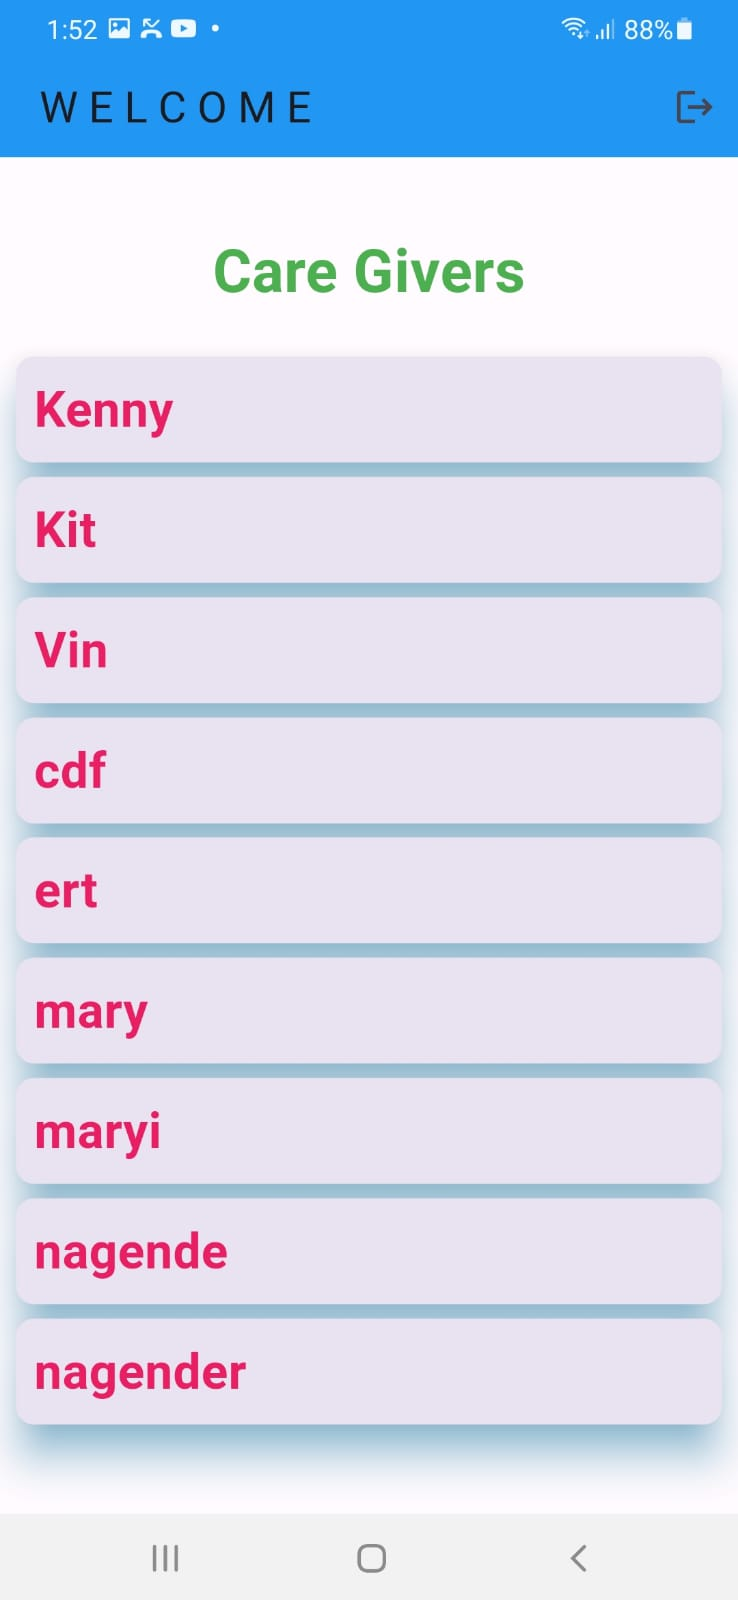 1:52 88%
WELCOME
Care Givers
Kenny
Kit
Vin
cdf
ert
mary
maryi
nagende
nagender